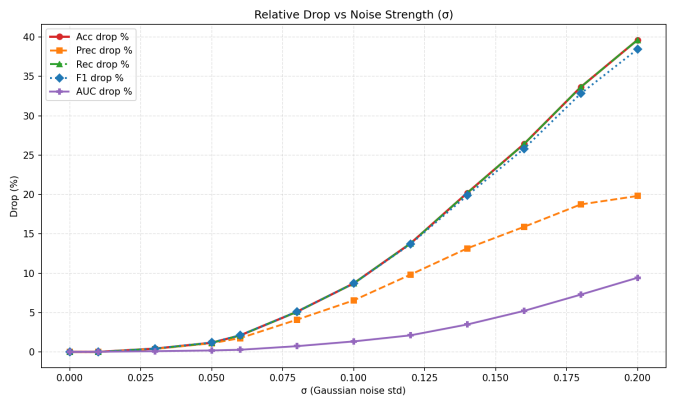 Relative Drop vs Noise Strength (σ)
Acc drop %
Prec drop %
Rec drop %
F1 drop %
AUC drop %
Drop (%)
40
35
30
25
20
15
10
5
0
0.000
0.025
0.050
0.075
0.100
0.125
0.150
0.175
0.200
σ (Gaussian noise std)